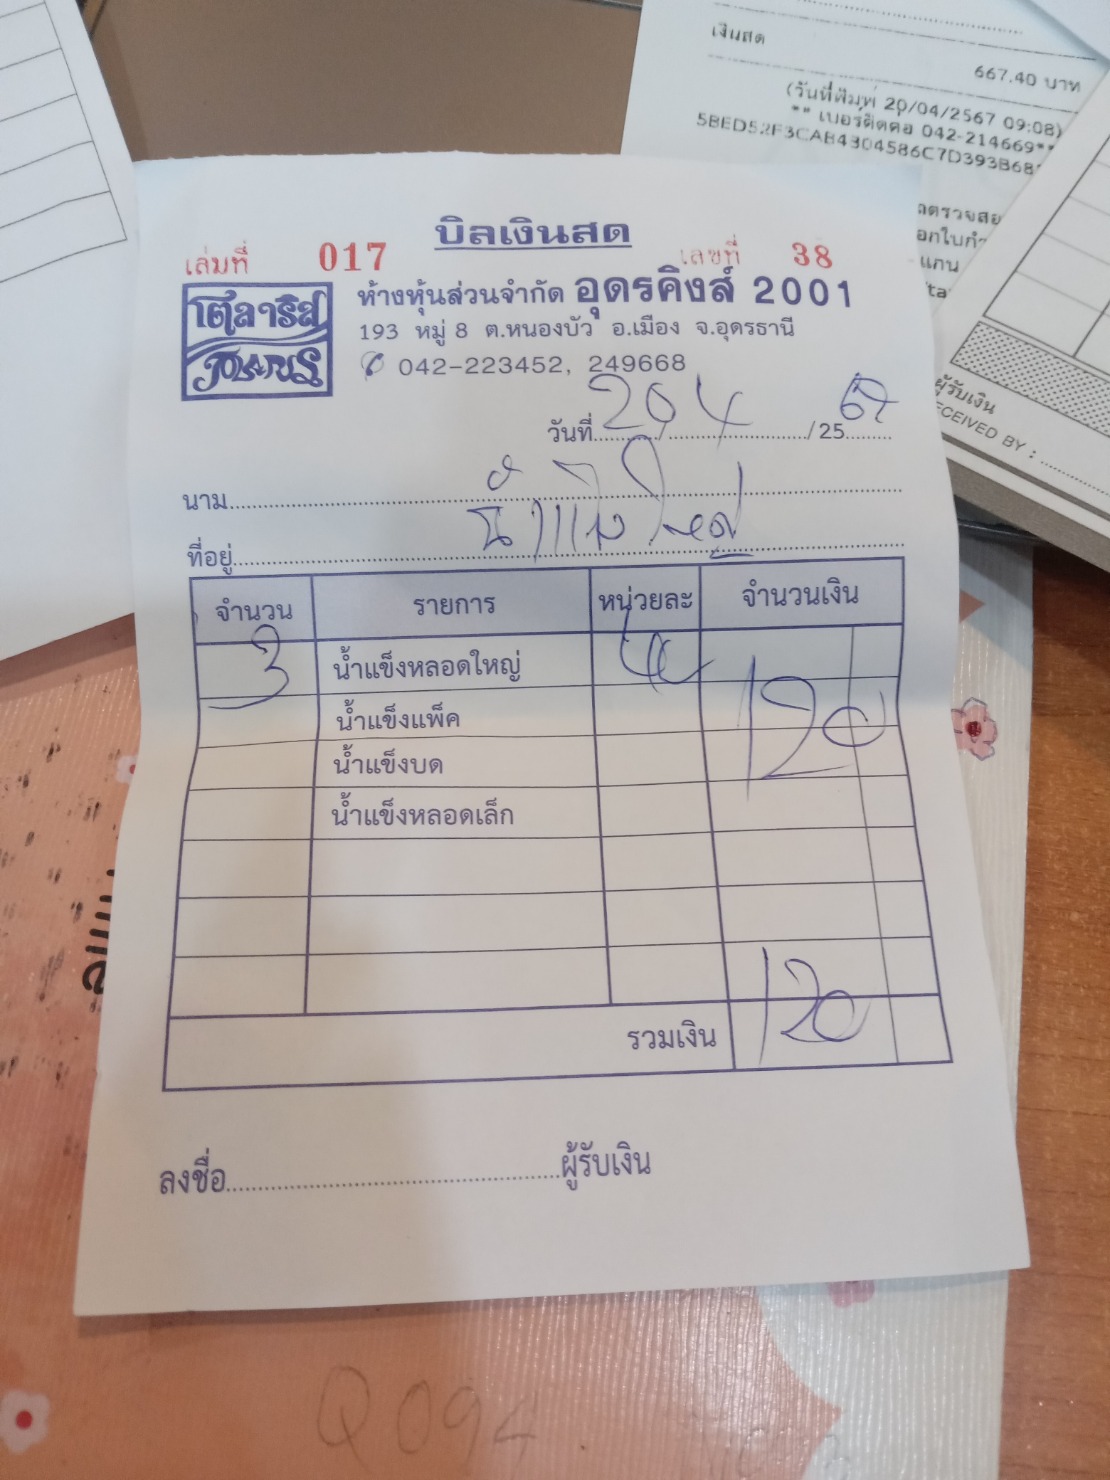 เงินสด
667.40 บาท
(วันที่พิมพ์ 20/04/2567 09:08)
** เบอร์ติดต่อ 042-214669**
5BED52F3CAB4304586C7D393B68
ผู้รับเงิน
CEIVED BY :
บิลเงินสด
เล่มที่ 017 เลขที่ 38
โตลาริส
ห้างหุ้นส่วนจำกัด อุดรคิงส์ 2001
193 หมู่ 8 ต.หนองบัว อ.เมือง จ.อุดรธานี
042-223452, 249668
วันที่ 20/4/2567
นาม
ที่อยู่
จำนวน รายการ หน่วยละ จำนวนเงิน
3 น้ำแข็งหลอดใหญ่ 120
น้ำแข็งแพ็ค
น้ำแข็งบด
น้ำแข็งหลอดเล็ก
รวมเงิน 120
ลงชื่อ ผู้รับเงิน
Q094